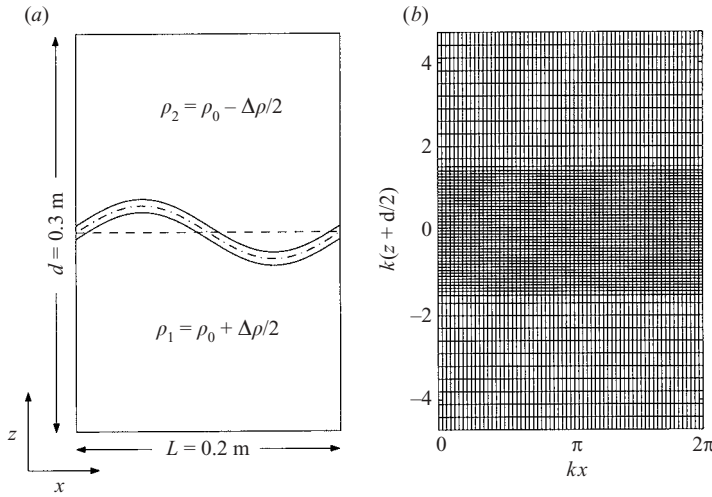 (a)
ρ₂ = ρ₀ − Δρ/2
d = 0.3 m
ρ₁ = ρ₀ + Δρ/2
z
x
L = 0.2 m
(b)
k(z + d/2)
4
2
0
−2
−4
0
π
2π
kx